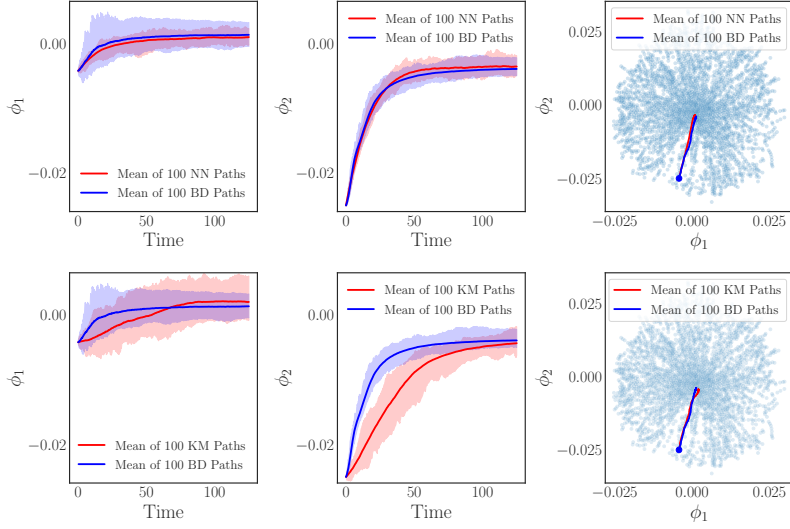 0.00
−0.02
ϕ1
Mean of 100 NN Paths
Mean of 100 BD Paths
0
50
100
Time
Mean of 100 NN Paths
Mean of 100 BD Paths
0.00
−0.02
ϕ2
0
50
100
Time
Mean of 100 NN Paths
Mean of 100 BD Paths
0.025
0.000
−0.025
ϕ2
−0.025
0.000
0.025
ϕ1
0.00
−0.02
ϕ1
Mean of 100 KM Paths
Mean of 100 BD Paths
0
50
100
Time
Mean of 100 KM Paths
Mean of 100 BD Paths
0.00
−0.02
ϕ2
0
50
100
Time
Mean of 100 KM Paths
Mean of 100 BD Paths
0.025
0.000
−0.025
ϕ2
−0.025
0.000
0.025
ϕ1